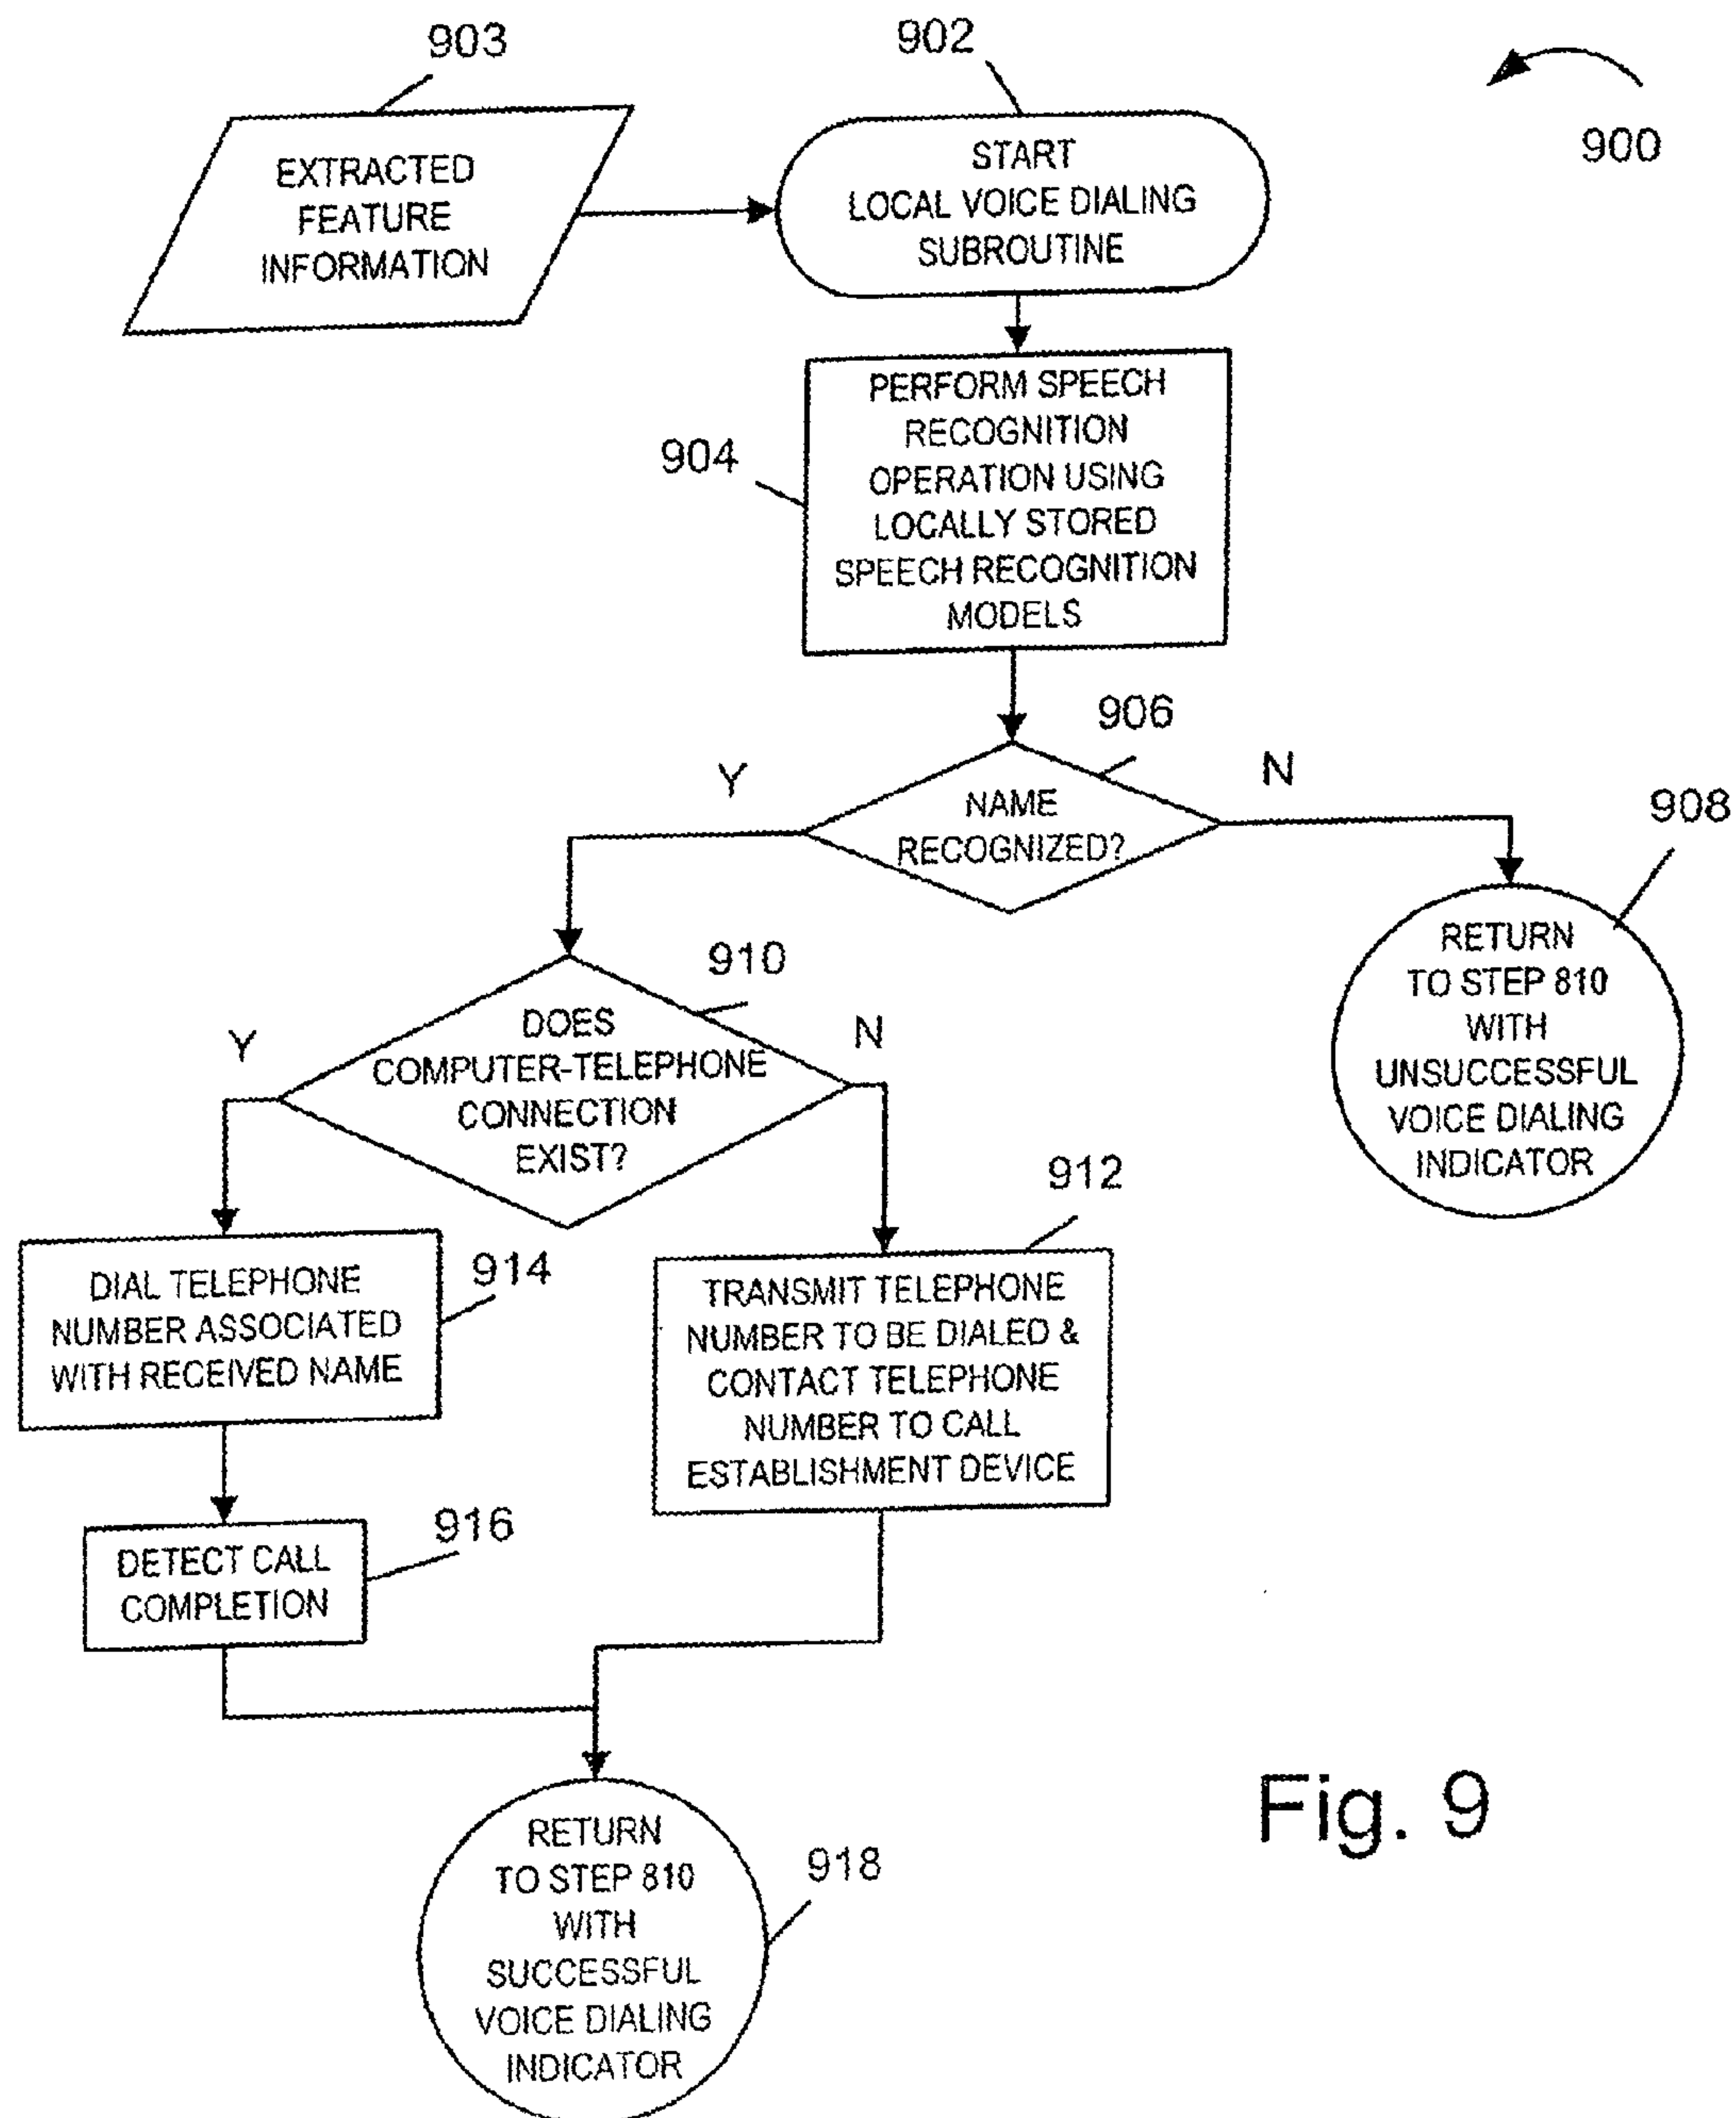 903
902
900
EXTRACTED
FEATURE
INFORMATION
START
LOCAL VOICE DIALING
SUBROUTINE
904
PERFORM SPEECH
RECOGNITION
OPERATION USING
LOCALLY STORED
SPEECH RECOGNITION
MODELS
906
Y
N
NAME
RECOGNIZED?
908
RETURN
TO STEP 810
WITH
UNSUCCESSFUL
VOICE DIALING
INDICATOR
910
Y
N
DOES
COMPUTER-TELEPHONE
CONNECTION
EXIST?
912
914
DIAL TELEPHONE
NUMBER ASSOCIATED
WITH RECEIVED NAME
TRANSMIT TELEPHONE
NUMBER TO BE DIALED &
CONTACT TELEPHONE
NUMBER TO CALL
ESTABLISHMENT DEVICE
916
DETECT CALL
COMPLETION
918
RETURN
TO STEP 810
WITH
SUCCESSFUL
VOICE DIALING
INDICATOR
Fig. 9